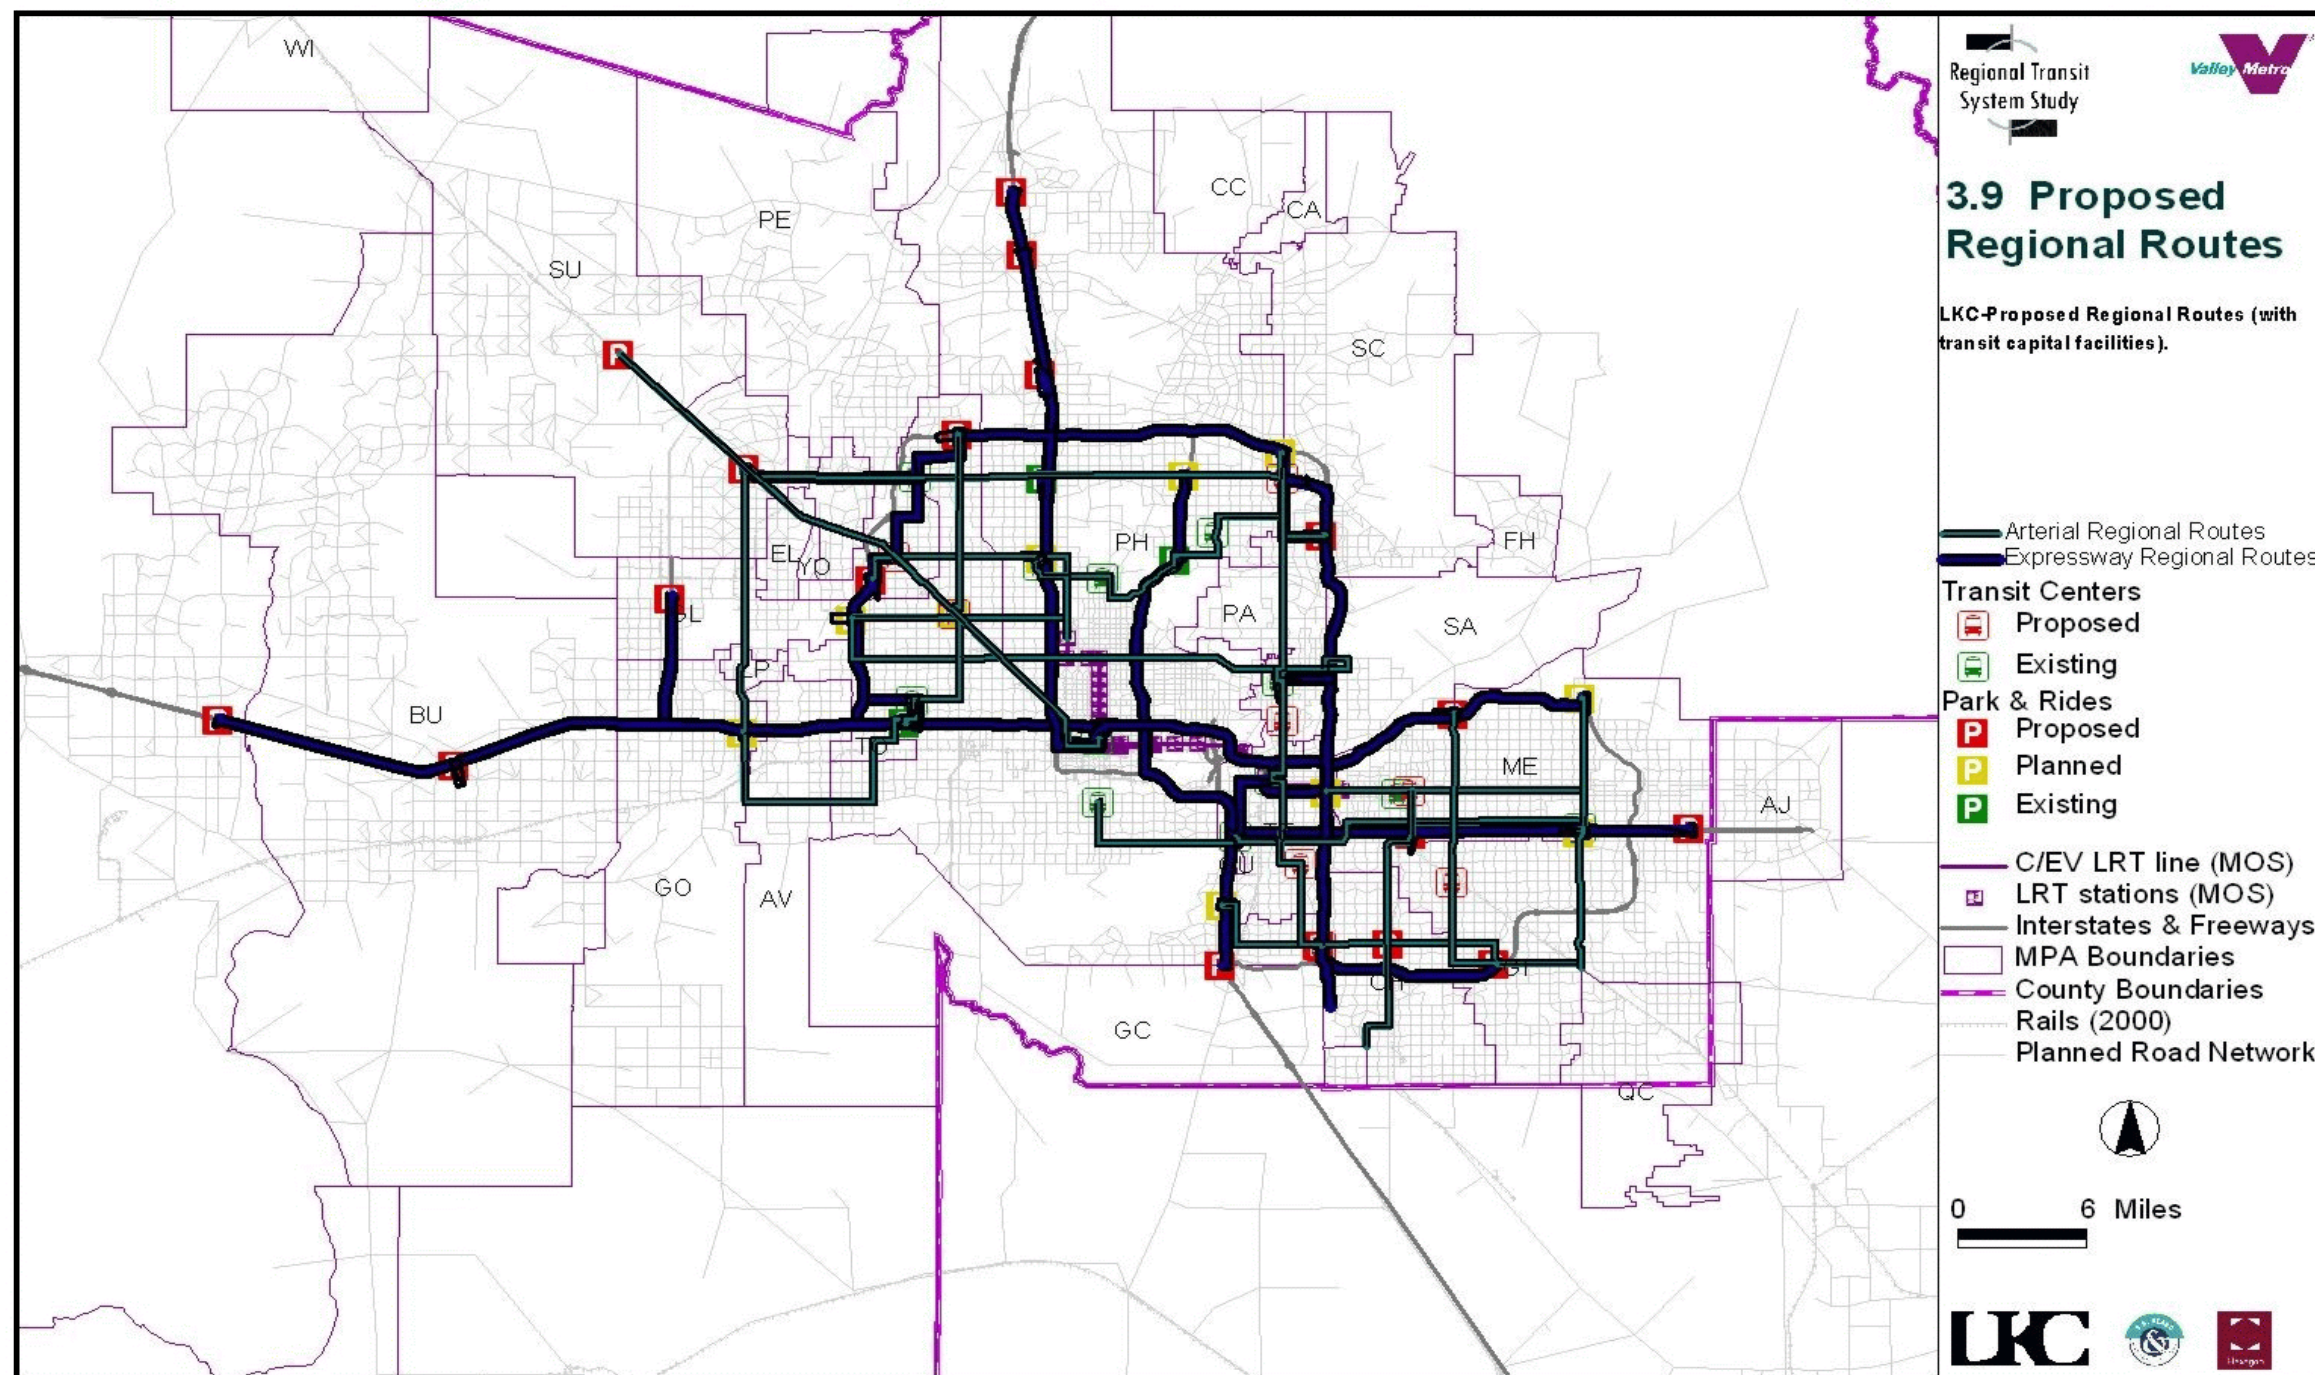 WI
CC
CA
PE
SU
SC
PH
FH
EL
YO
PA
SA
BU
ME
AJ
GO
AV
GC
QC
Regional Transit
System Study
Valley Metro
3.9 Proposed
Regional Routes
LKC-Proposed Regional Routes (with
transit capital facilities).
Arterial Regional Routes
Expressway Regional Routes
Transit Centers
Proposed
Existing
Park & Rides
P Proposed
P Planned
P Existing
C/EV LRT line (MOS)
LRT stations (MOS)
Interstates & Freeways
MPA Boundaries
County Boundaries
Rails (2000)
Planned Road Network
0 6 Miles
LKC
Hexagon